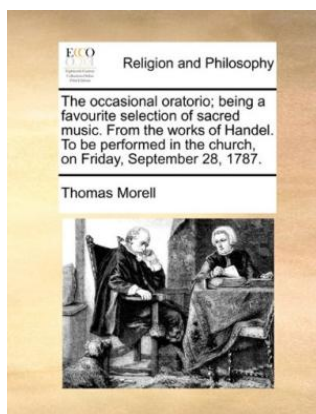 ECCO
Religion and Philosophy
The occasional oratorio; being a
favourite selection of sacred
music. From the works of Handel.
To be performed in the church,
on Friday, September 28, 1787.
Thomas Morell